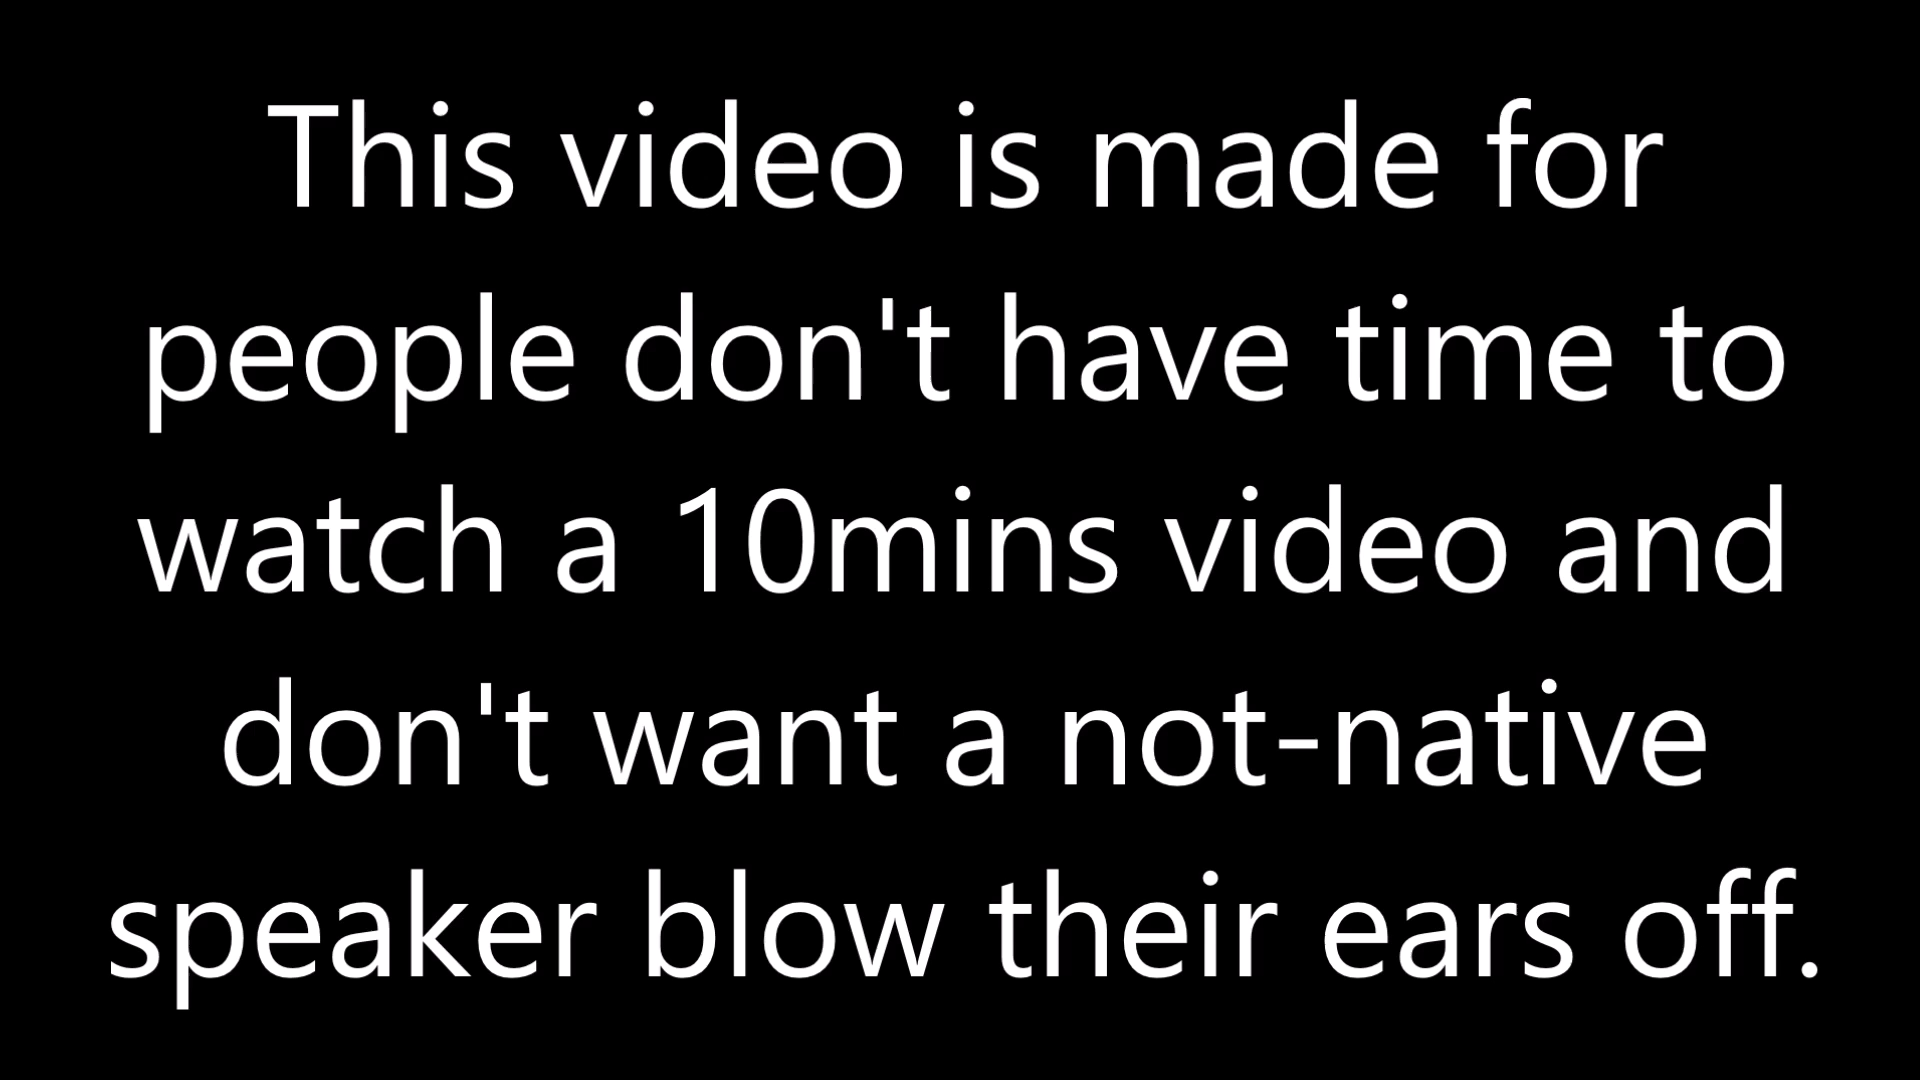 This video is made for
people don't have time to
watch a 10mins video and
don't want a not-native
speaker blow their ears off.